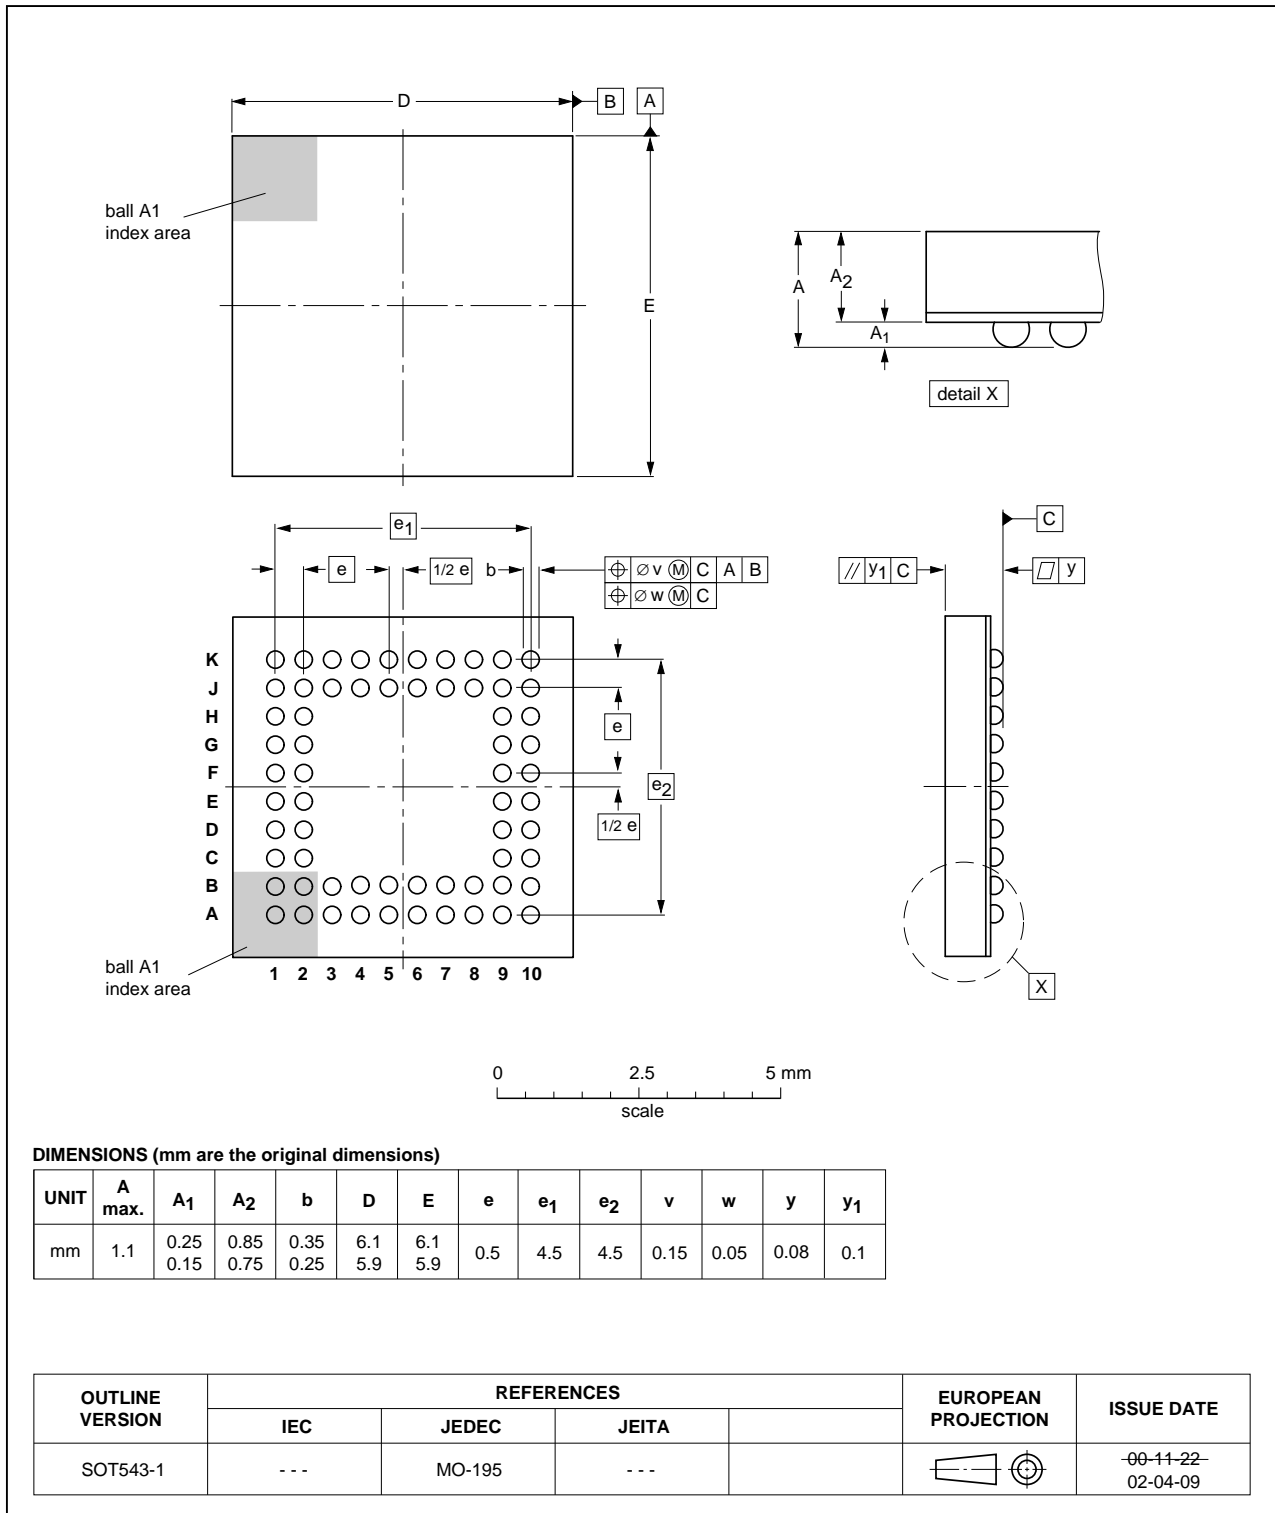 D
B
A
ball A1
index area
E
A
A2
A1
detail X
e1
e
1/2 e
b
⌖ ∅ v Ⓜ C A B
⌖ ∅ w Ⓜ C
C
// y1 C
▱ y
K
J
H
G
F
E
D
C
B
A
e
e2
1/2 e
ball A1
index area
1 2 3 4 5 6 7 8 9 10
X
0 2.5 5 mm
scale
DIMENSIONS (mm are the original dimensions)
UNIT A max. A1 A2 b D E e e1 e2 v w y y1
mm 1.1 0.25 0.15 0.85 0.75 0.35 0.25 6.1 5.9 6.1 5.9 0.5 4.5 4.5 0.15 0.05 0.08 0.1
OUTLINE VERSION REFERENCES EUROPEAN PROJECTION ISSUE DATE
IEC JEDEC JEITA
SOT543-1 - - - MO-195 - - - 00-11-22
02-04-09